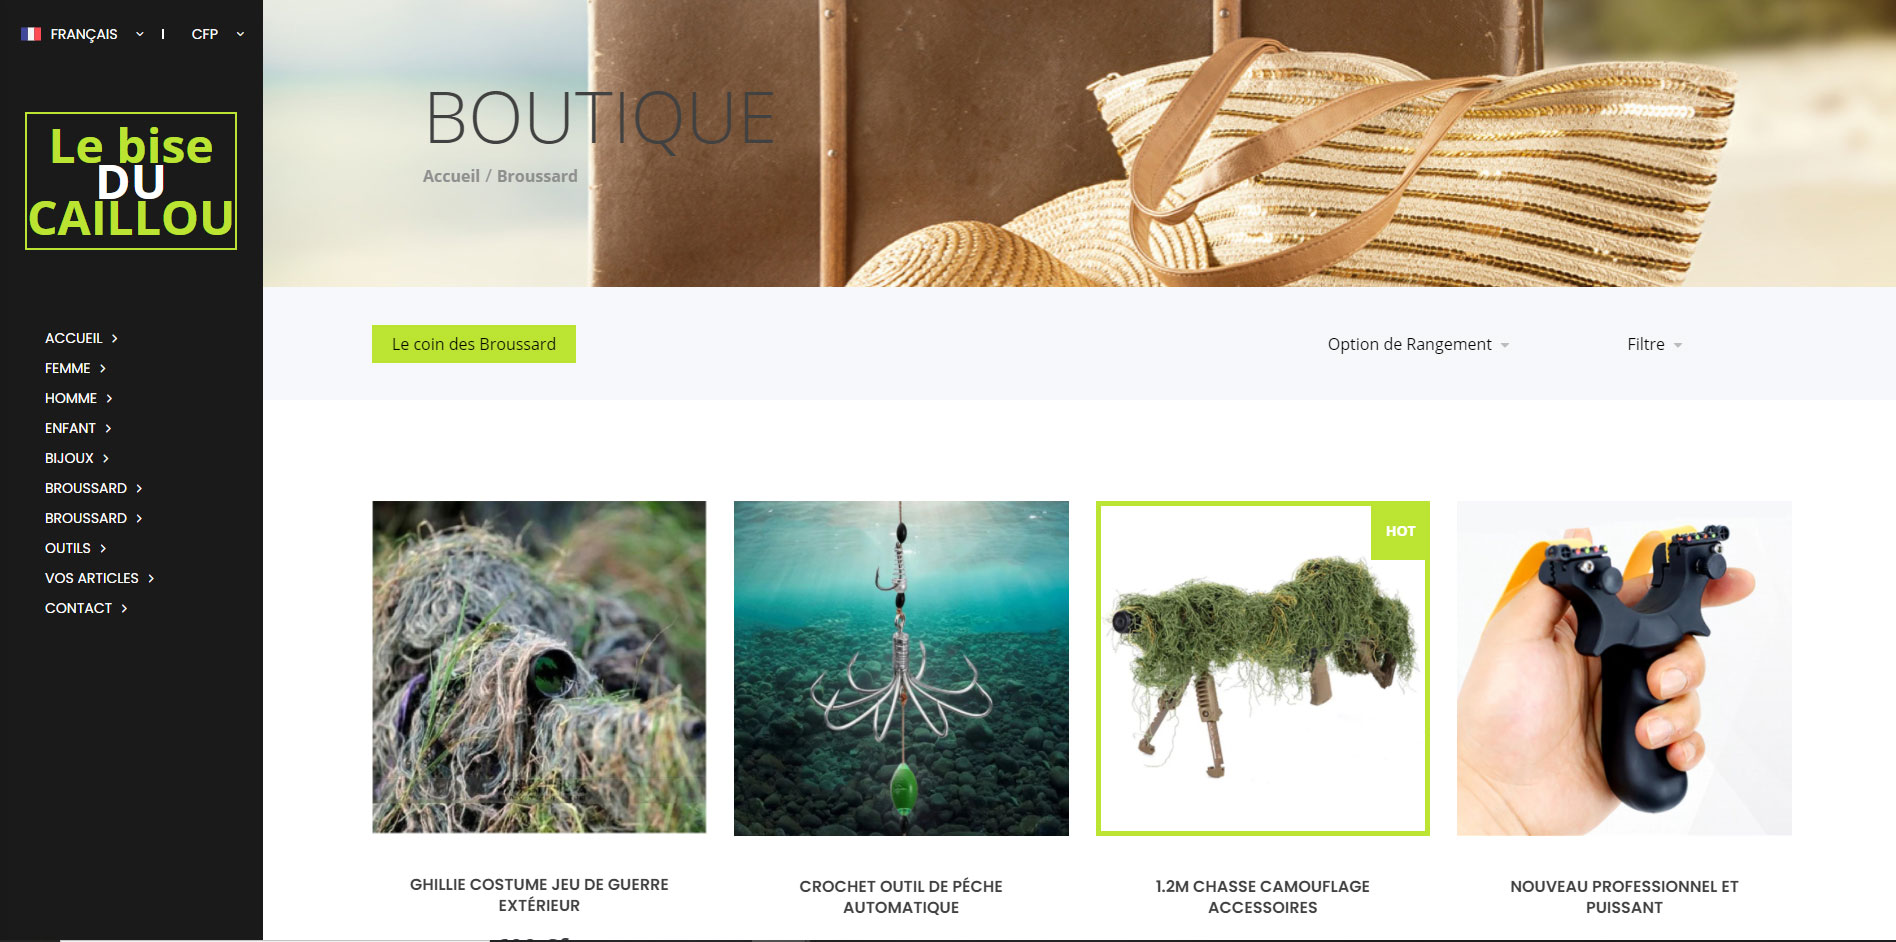 FRANÇAIS
CFP
Le bise
DU
CAILLOU
ACCUEIL
FEMME
HOMME
ENFANT
BIJOUX
BROUSSARD
BROUSSARD
OUTILS
VOS ARTICLES
CONTACT
BOUTIQUE
Accueil / Broussard
Le coin des Broussard
Option de Rangement
Filtre
HOT
GHILLIE COSTUME JEU DE GUERRE
EXTÉRIEUR
CROCHET OUTIL DE PÉCHE
AUTOMATIQUE
1.2M CHASSE CAMOUFLAGE
ACCESSOIRES
NOUVEAU PROFESSIONNEL ET
PUISSANT